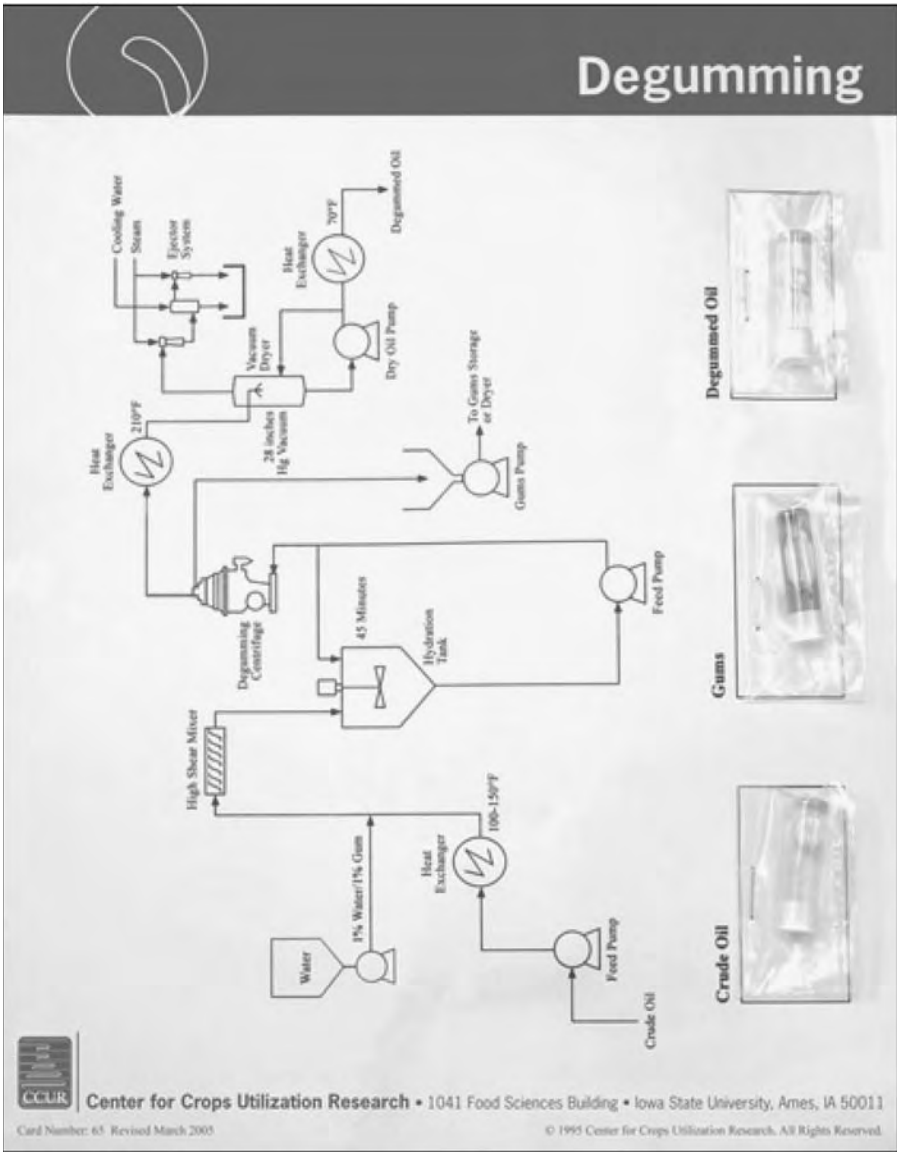 Degumming
Cooling Water
Steam
Ejector
System
Heat
Exchanger
210°F
Vacuum
Dryer
28 inches
Hg Vacuum
Heat
Exchanger
70°F
Degummed Oil
Dry Oil Pump
To Gums Storage
or Dryer
Gums Pump
Degumming
Centrifuge
45 Minutes
Hydration
Tank
Feed Pump
High Shear Mixer
1% Water/1% Gum
Water
Heat
Exchanger
100-150°F
Feed Pump
Crude Oil
Degummed Oil
Gums
Crude Oil
CCUR
Center for Crops Utilization Research • 1041 Food Sciences Building • Iowa State University, Ames, IA 50011
Card Number: 65 Revised March 2005
© 1995 Center for Crops Utilization Research. All Rights Reserved.